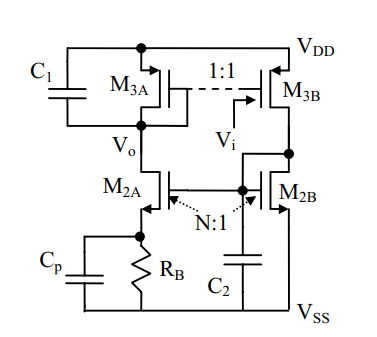 V_DD
C_1
1:1
M_3A
M_3B
V_o
V_i
M_2A
M_2B
N:1
C_p
R_B
C_2
V_SS